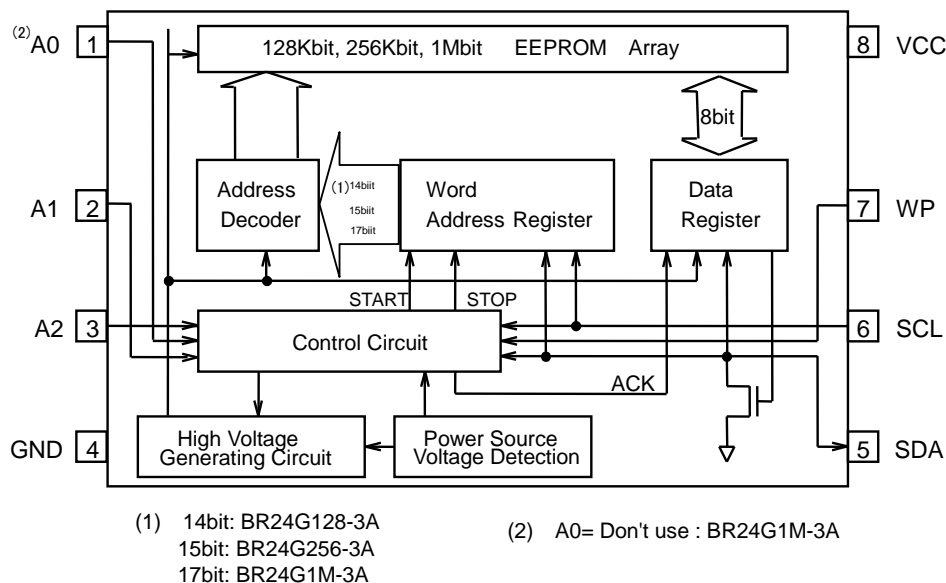 (2) A0 1
128Kbit, 256Kbit, 1Mbit EEPROM Array
8 VCC
8bit
Address
Decoder
(1) 14biit
15biit
17biit
Word
Address Register
Data
Register
A1 2
7 WP
START
STOP
A2 3
Control Circuit
6 SCL
ACK
GND 4
High Voltage
Generating Circuit
Power Source
Voltage Detection
5 SDA
(1) 14bit: BR24G128-3A
15bit: BR24G256-3A
17bit: BR24G1M-3A
(2) A0= Don't use : BR24G1M-3A